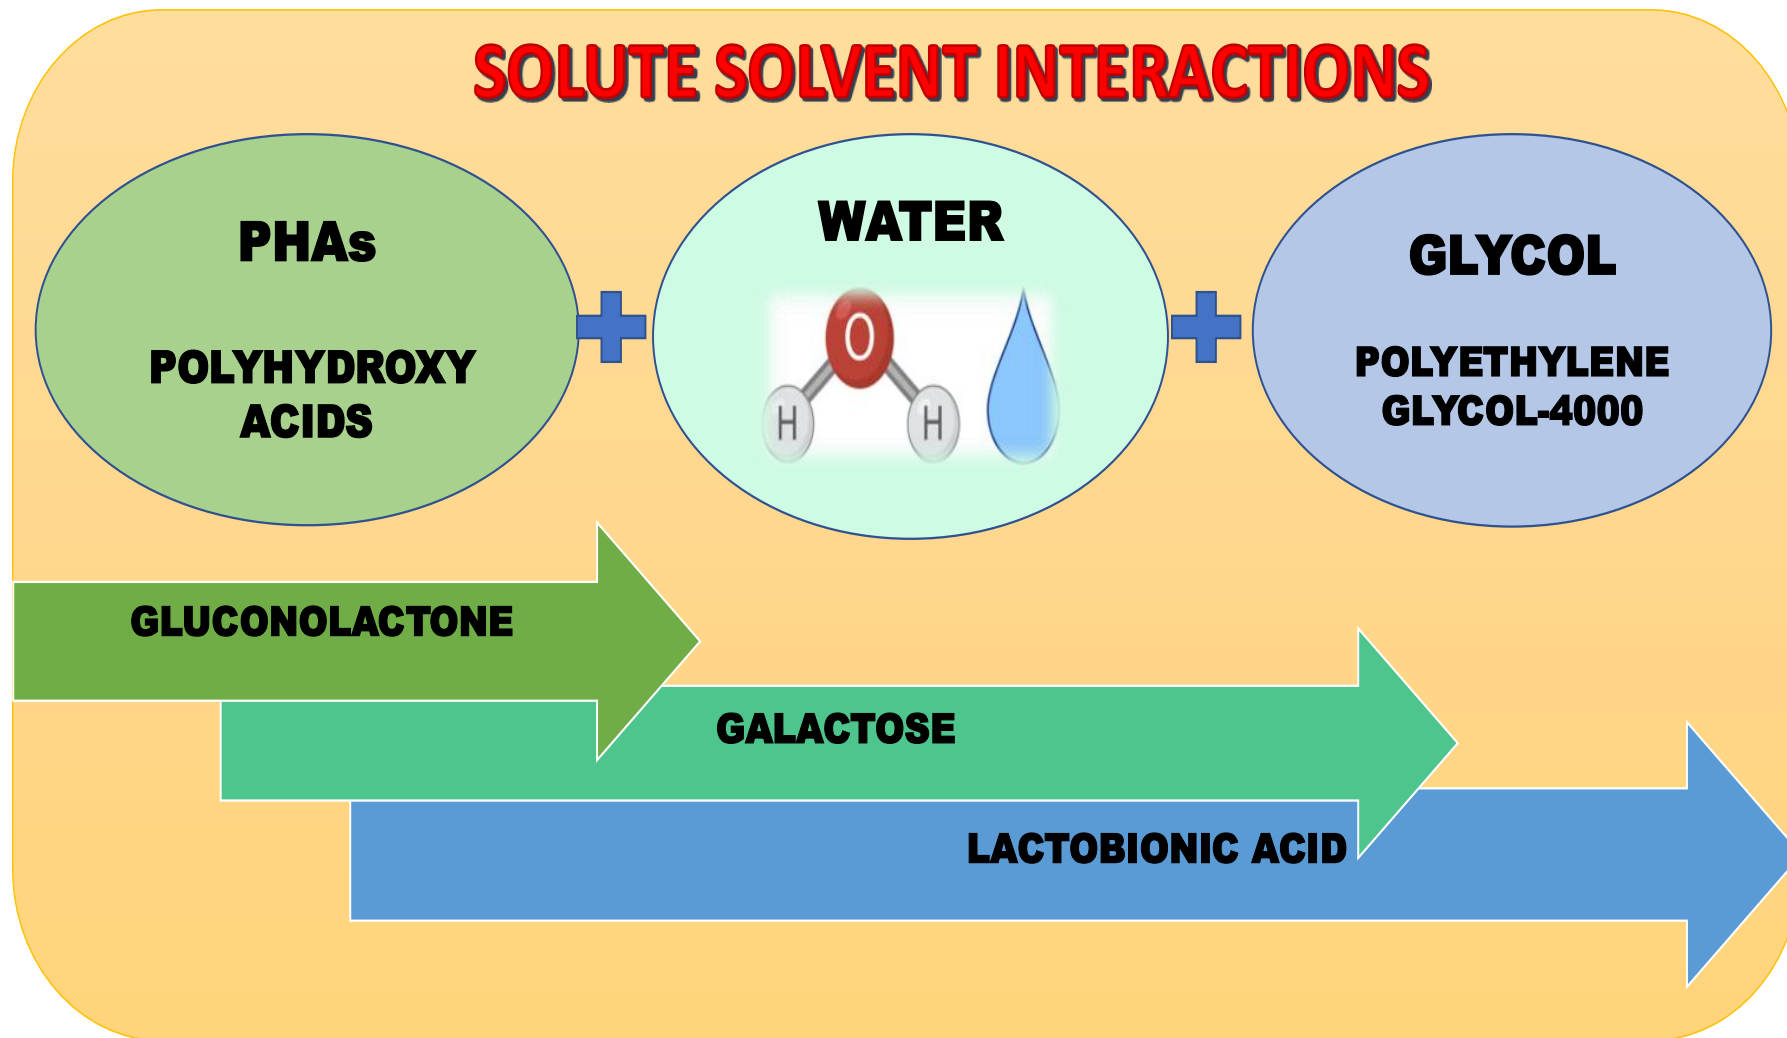 SOLUTE SOLVENT INTERACTIONS
PHAs
POLYHYDROXY
ACIDS
WATER
O
H
H
GLYCOL
POLYETHYLENE
GLYCOL-4000
GLUCONOLACTONE
GALACTOSE
LACTOBIONIC ACID